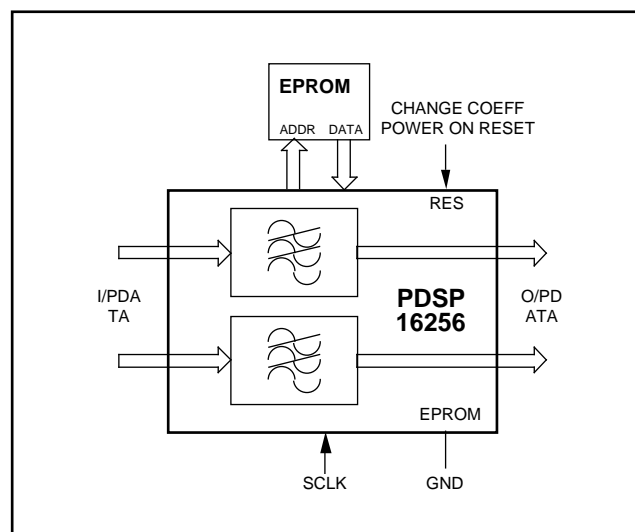 EPROM
ADDR DATA
CHANGE COEFF
POWER ON RESET
RES
I/PDA
TA
PDSP
16256
O/PD
ATA
EPROM
SCLK
GND